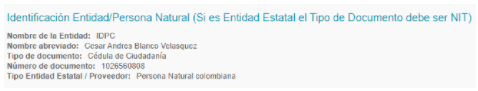 Identificación Entidad/Persona Natural (Si es Entidad Estatal el Tipo de Documento debe ser NIT)
Nombre de la Entidad: IDPC
Nombre abreviado: Cesar Andres Blanco Velasquez
Tipo de documento: Cédula de Ciudadanía
Número de documento: 1026560808
Tipo Entidad Estatal / Proveedor: Persona Natural colombiana